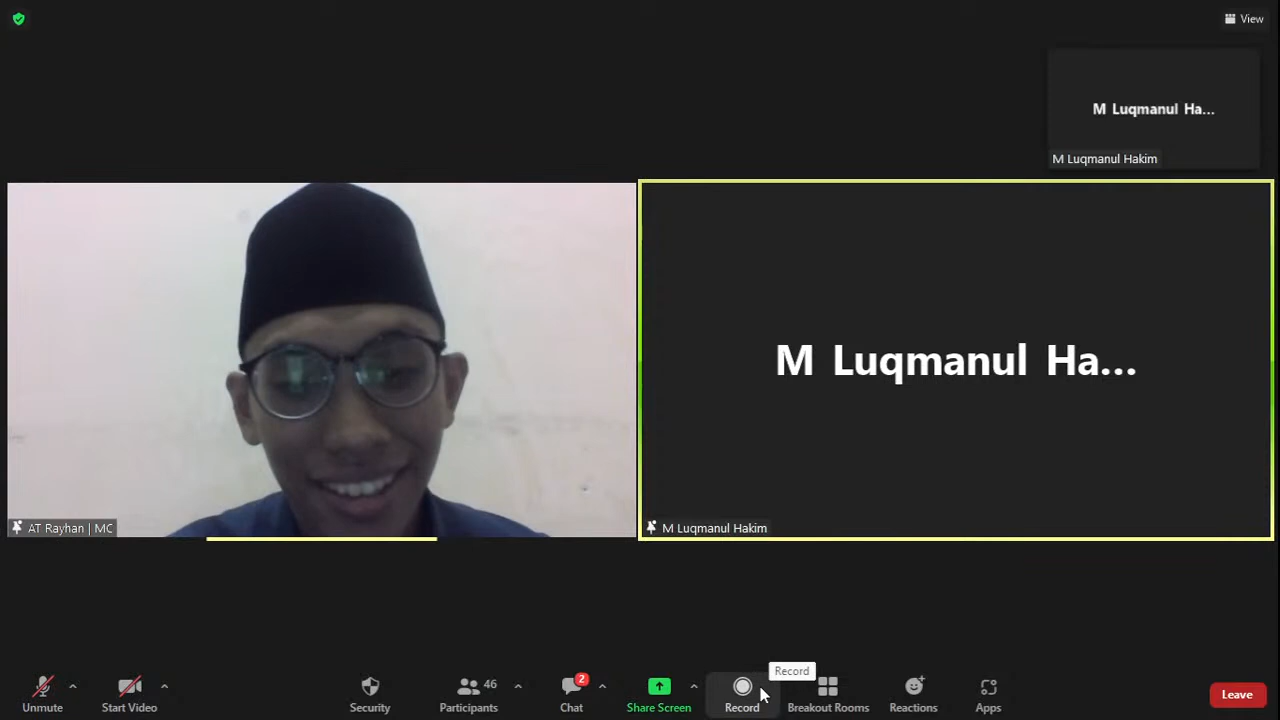 View
M Luqmanul Ha...
M Luqmanul Hakim
M Luqmanul Ha...
AT Rayhan | MC
M Luqmanul Hakim
Record
46
2
Unmute
Start Video
Security
Participants
Chat
Share Screen
Record
Breakout Rooms
Reactions
Apps
Leave